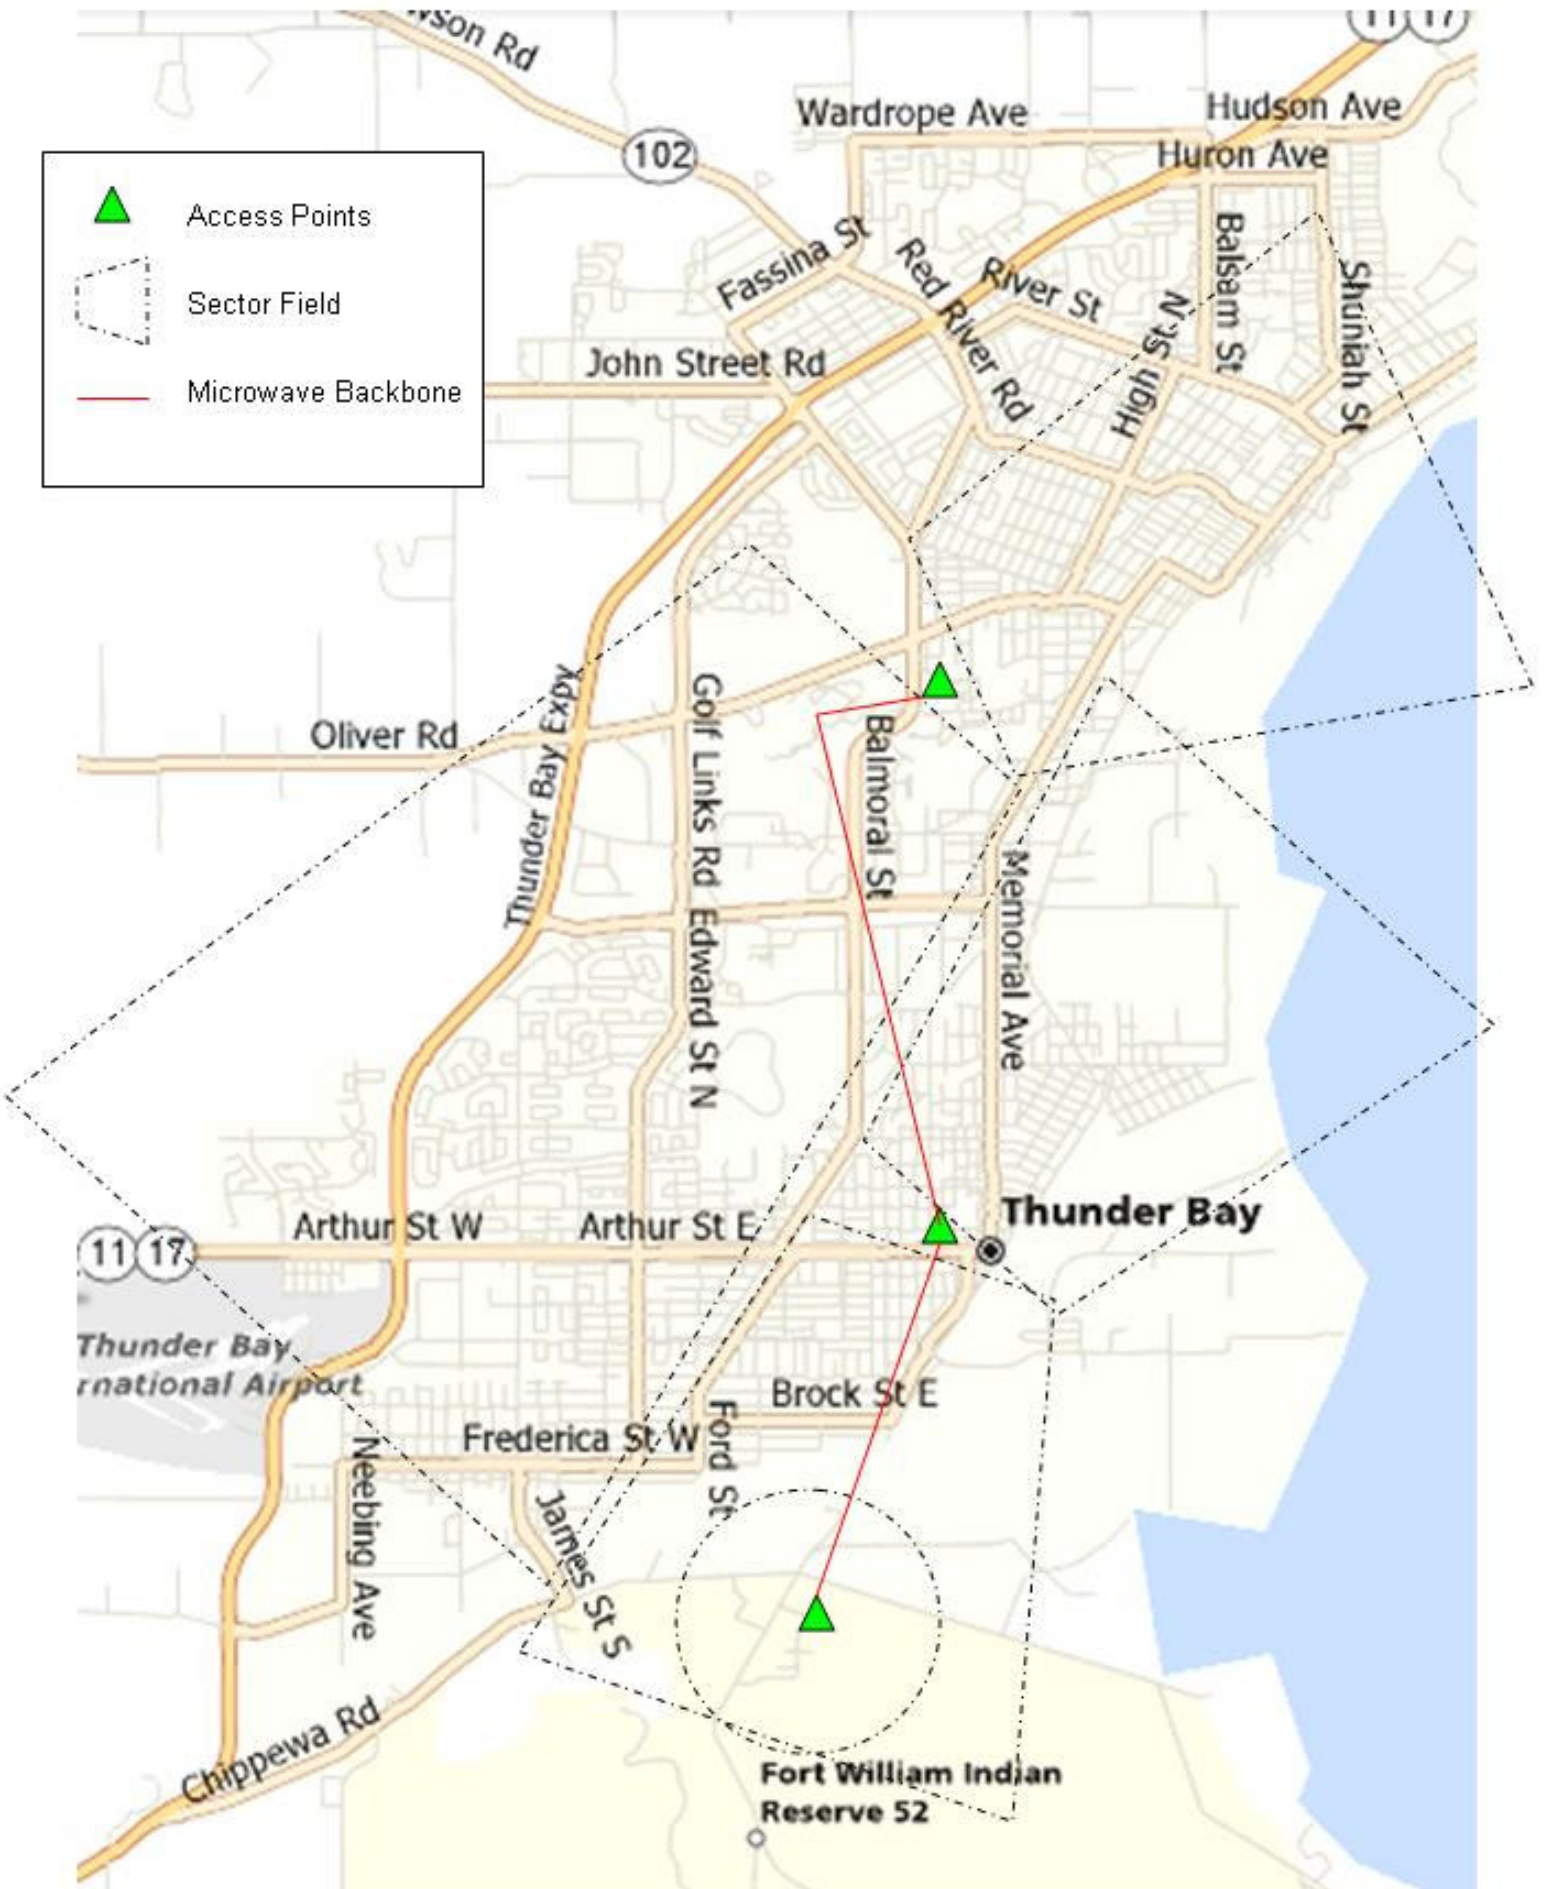 wson Rd
11
17
Wardrope Ave
Hudson Ave
102
Huron Ave
Access Points
Fassina St
Red River Rd
River St
Balsam St
Shuniah St
High St N
Sector Field
John Street Rd
Microwave Backbone
Thunder Bay Expy
Golf Links Rd
Oliver Rd
Balmoral St
Memorial Ave
Edward St N
Thunder Bay
Arthur St W
Arthur St E
11
17
Thunder Bay
rnational Airport
Brock St E
Ford St
Frederica St W
Neebing Ave
James St S
Chippewa Rd
Fort William Indian
Reserve 52